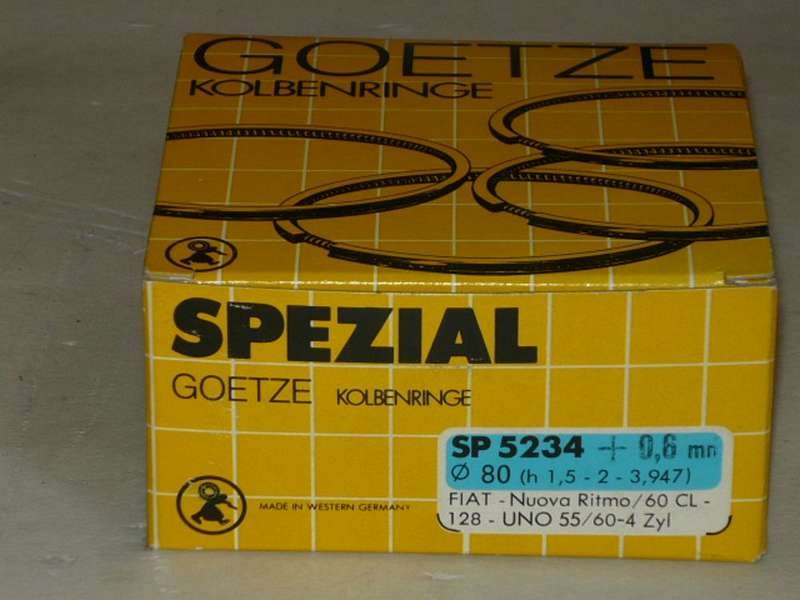 GOETZE
KOLBENRINGE
SPEZIAL
GOETZE KOLBENRINGE
MADE IN WESTERN GERMANY
SP 5234 + 0,6 mm
Ø 80 (h 1,5 - 2 - 3,947)
FIAT - Nuova Ritmo/60 CL -
128 - UNO 55/60-4 Zyl